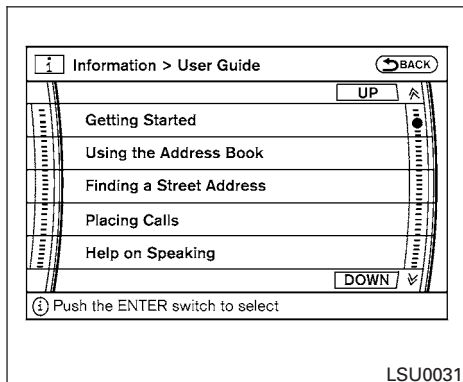 i Information > User Guide BACK
UP
Getting Started
Using the Address Book
Finding a Street Address
Placing Calls
Help on Speaking
DOWN
i Push the ENTER switch to select
LSU0031